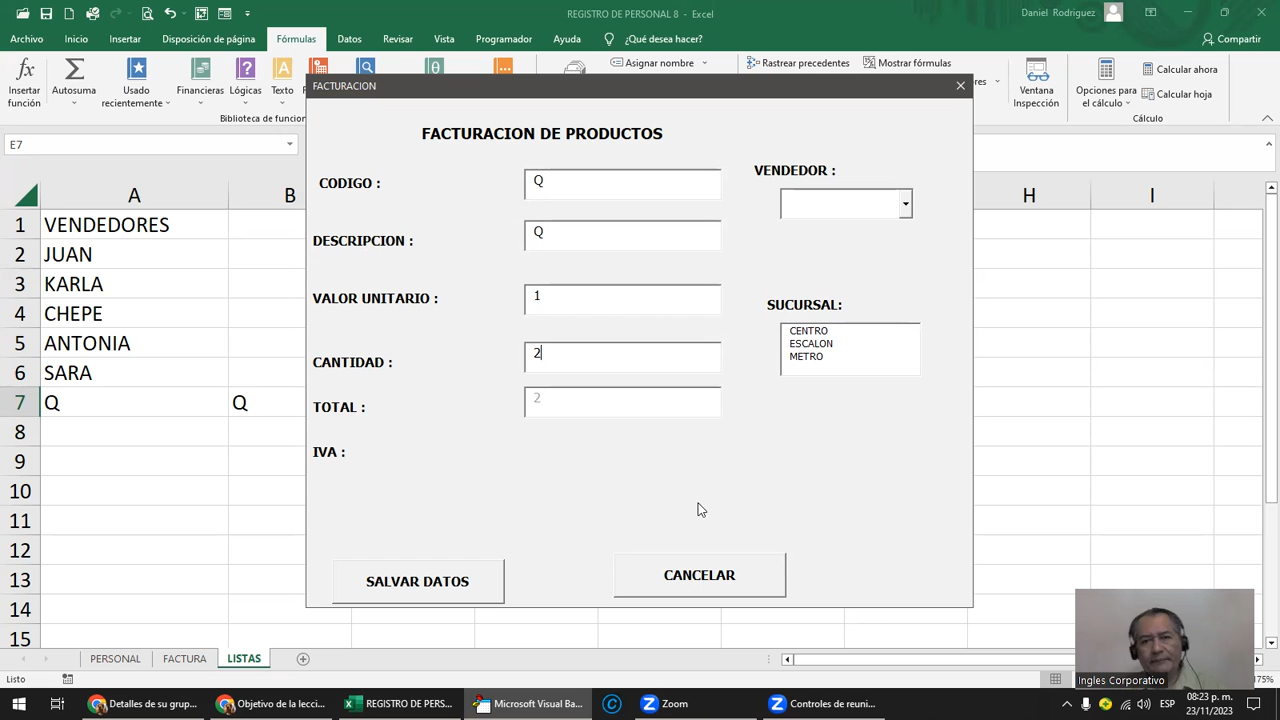 REGISTRO DE PERSONAL 8 - Excel
Daniel Rodriguez
Archivo
Inicio
Insertar
Disposición de página
Fórmulas
Datos
Revisar
Vista
Programador
Ayuda
¿Qué desea hacer?
Compartir
Insertar función
Autosuma
Usado recientemente
Financieras
Lógicas
Texto
Asignar nombre
Rastrear precedentes
Mostrar fórmulas
Ventana Inspección
Opciones para el cálculo
Calcular ahora
Calcular hoja
Biblioteca de funcion
Cálculo
E7
A B H I
1 VENDEDORES
2 JUAN
3 KARLA
4 CHEPE
5 ANTONIA
6 SARA
7 Q Q
8
9
10
11
12
13
14
15
FACTURACION
FACTURACION DE PRODUCTOS
CODIGO : Q
DESCRIPCION : Q
VALOR UNITARIO : 1
CANTIDAD : 2
TOTAL : 2
IVA :
VENDEDOR :
SUCURSAL:
CENTRO
ESCALON
METRO
SALVAR DATOS
CANCELAR
PERSONAL
FACTURA
LISTAS
Listo
175%
Ingles Corporativo
Detalles de su grup...
Objetivo de la lecci...
REGISTRO DE PERS...
Microsoft Visual Ba...
Zoom
Controles de reuni...
ESP
08:23 p. m.
23/11/2023